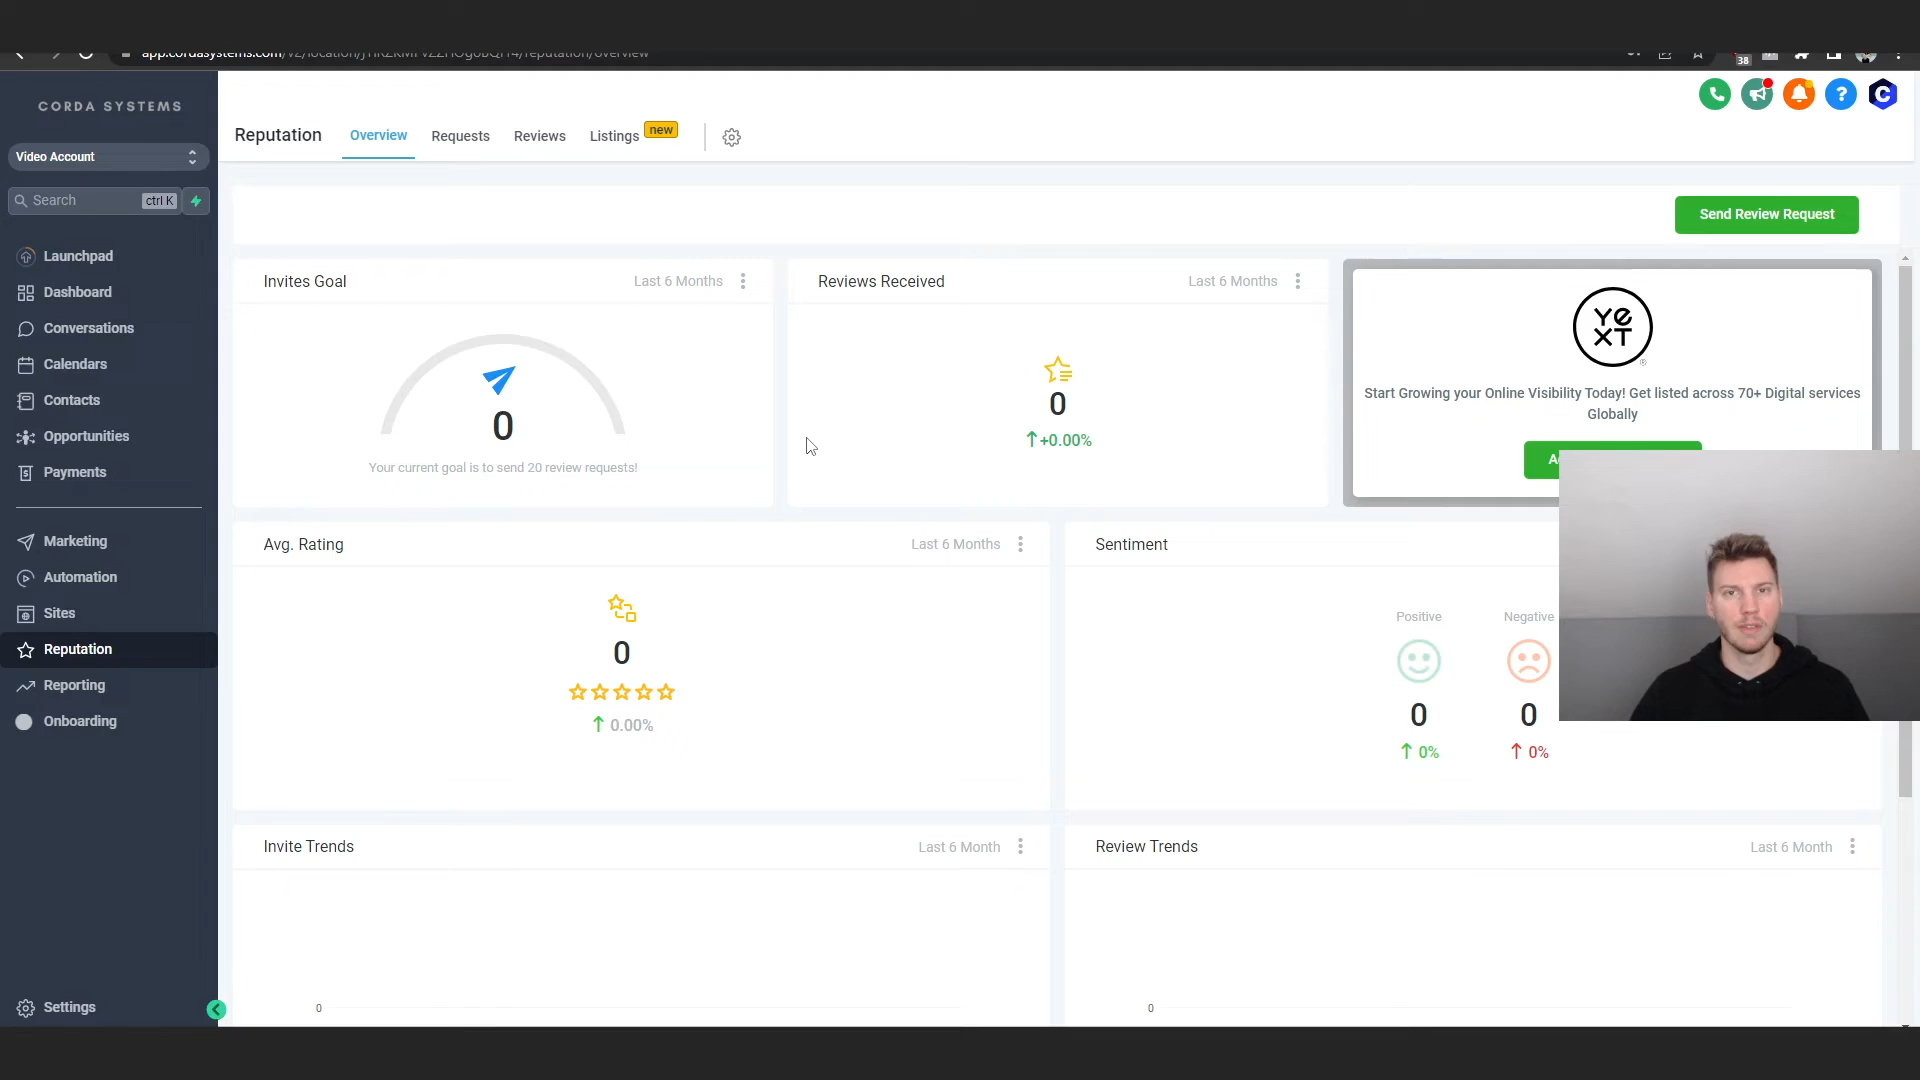 CORDA SYSTEMS
Video Account
Search ctrl K
Launchpad
Dashboard
Conversations
Calendars
Contacts
Opportunities
Payments
Marketing
Automation
Sites
Reputation
Reporting
Onboarding
Settings
38
Reputation Overview Requests Reviews Listings new
? C
Send Review Request
Invites Goal Last 6 Months
0
Your current goal is to send 20 review requests!
Reviews Received Last 6 Months
0
+0.00%
YEXT
®
Start Growing your Online Visibility Today! Get listed across 70+ Digital services
Globally
Avg. Rating Last 6 Months
0
0.00%
Sentiment
Positive Negative
0 0
0% 0%
Invite Trends Last 6 Month
0
Review Trends Last 6 Month
0